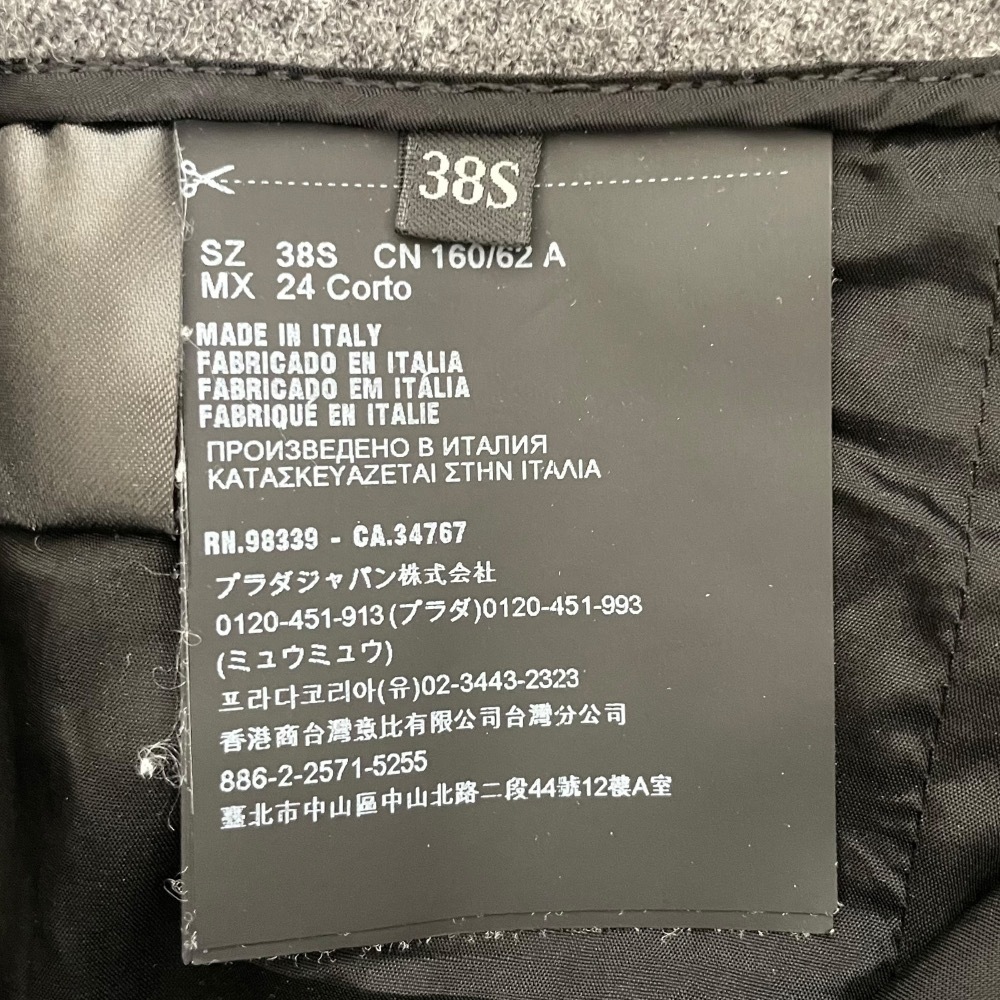 38S
SZ 38S CN 160/62 A
MX 24 Corto
MADE IN ITALY
FABRICADO EN ITALIA
FABRICADO EM ITÁLIA
FABRIQUÉ EN ITALIE
ПРОИЗВЕДЕНО В ИТАЛИЯ
ΚΑΤΑΣΚΕΥΑΖΕΤΑΙ ΣΤΗΝ ΙΤΑΛΙΑ
RN.98339 - CA.34767
プラダジャパン株式会社
0120-451-913(プラダ)0120-451-993
(ミュウミュウ)
프라다코리아(유)02-3443-2323
香港商台灣意比有限公司台灣分公司
886-2-2571-5255
臺北市中山區中山北路二段44號12樓A室